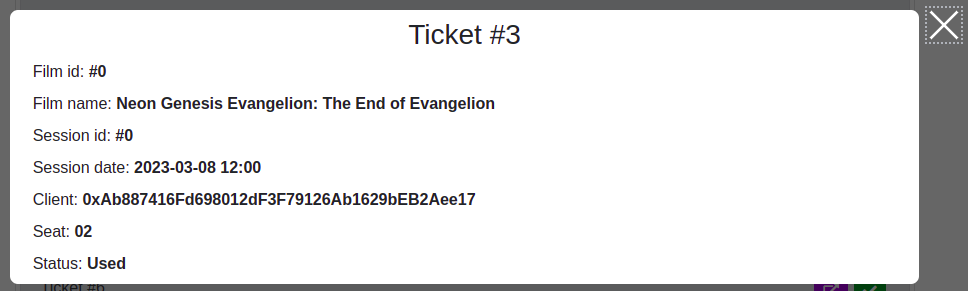 Ticket #3
Film id: #0
Film name: Neon Genesis Evangelion: The End of Evangelion
Session id: #0
Session date: 2023-03-08 12:00
Client: 0xAb887416Fd698012dF3F79126Ab1629bEB2Aee17
Seat: 02
Status: Used
Ticket #6